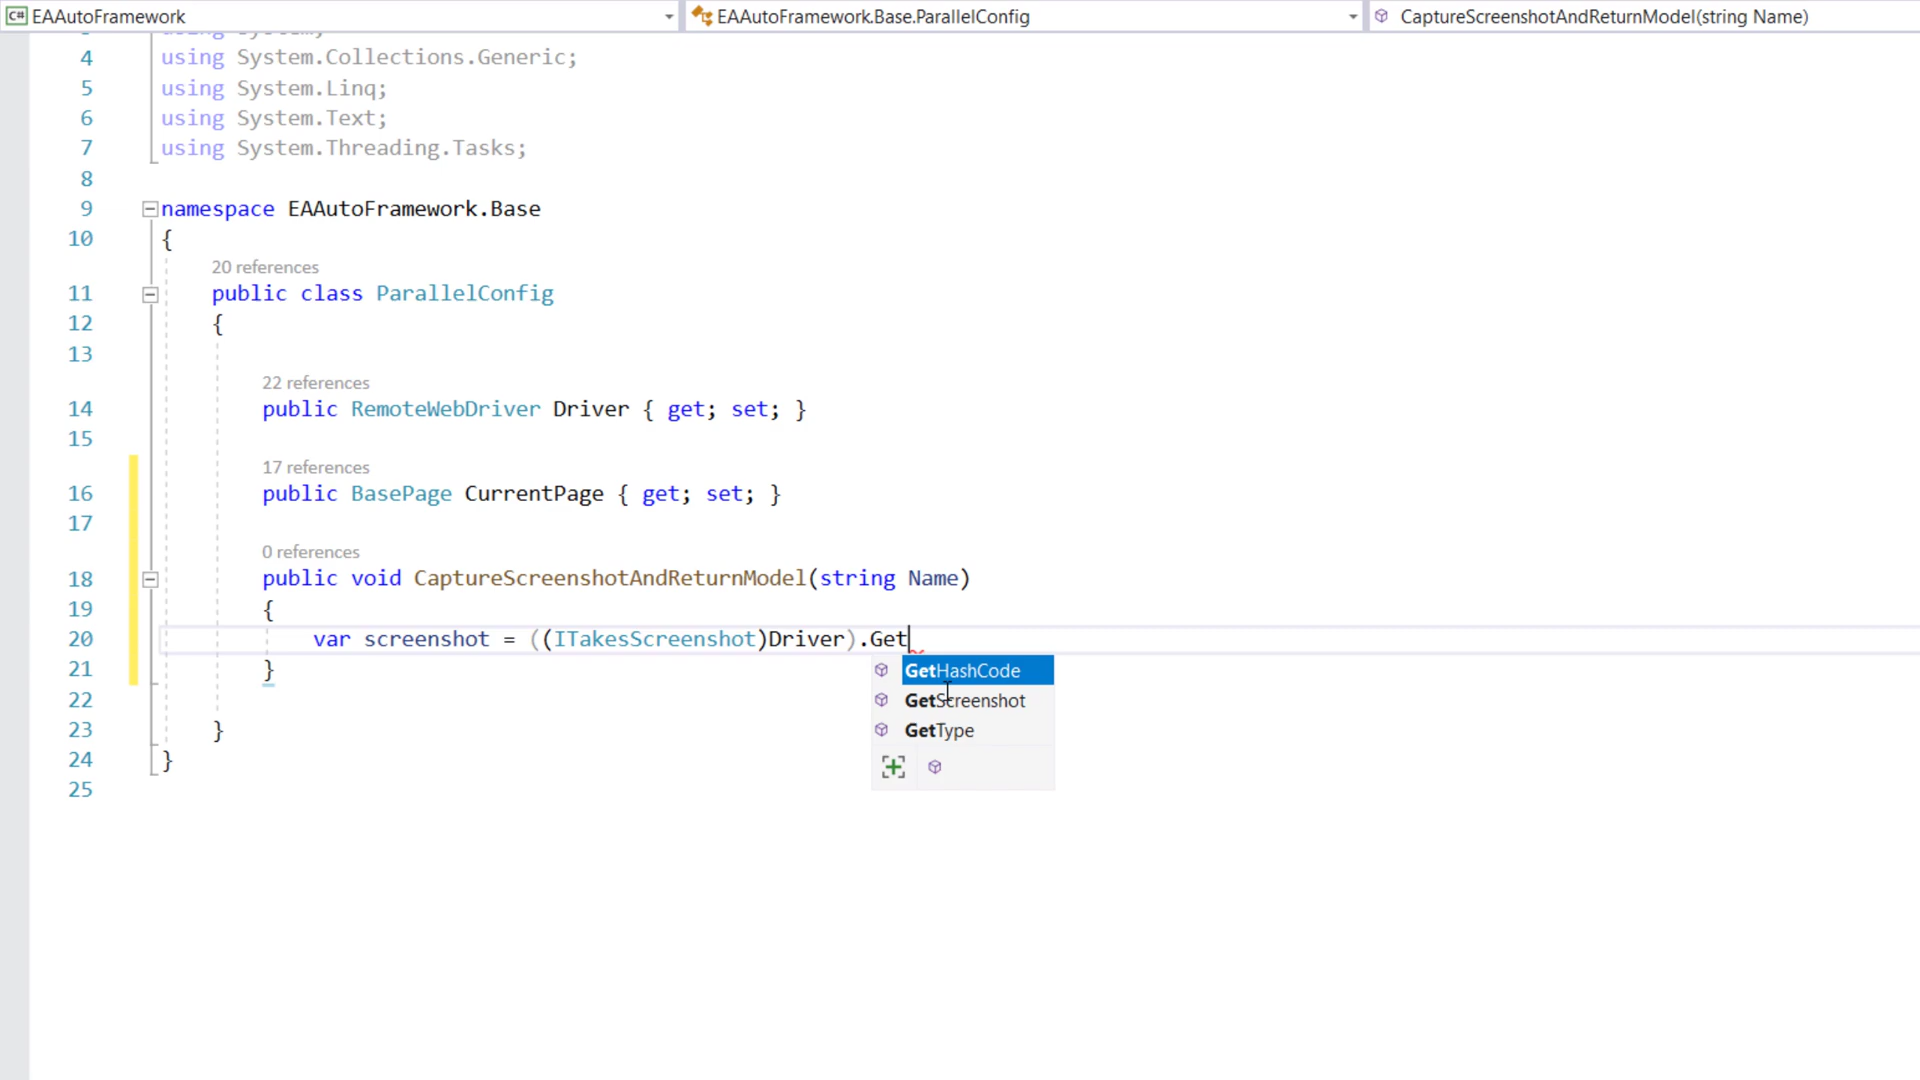 EAAutoFramework
EAAutoFramework.Base.ParallelConfig
CaptureScreenshotAndReturnModel(string Name)
4 using System.Collections.Generic;
5 using System.Linq;
6 using System.Text;
7 using System.Threading.Tasks;
8
9 namespace EAAutoFramework.Base
10 {
20 references
11 public class ParallelConfig
12 {
13
22 references
14 public RemoteWebDriver Driver { get; set; }
15
17 references
16 public BasePage CurrentPage { get; set; }
17
0 references
18 public void CaptureScreenshotAndReturnModel(string Name)
19 {
20 var screenshot = ((ITakesScreenshot)Driver).Get
GetHashCode
21 }
22 GetScreenshot
23 } GetType
24 }
25